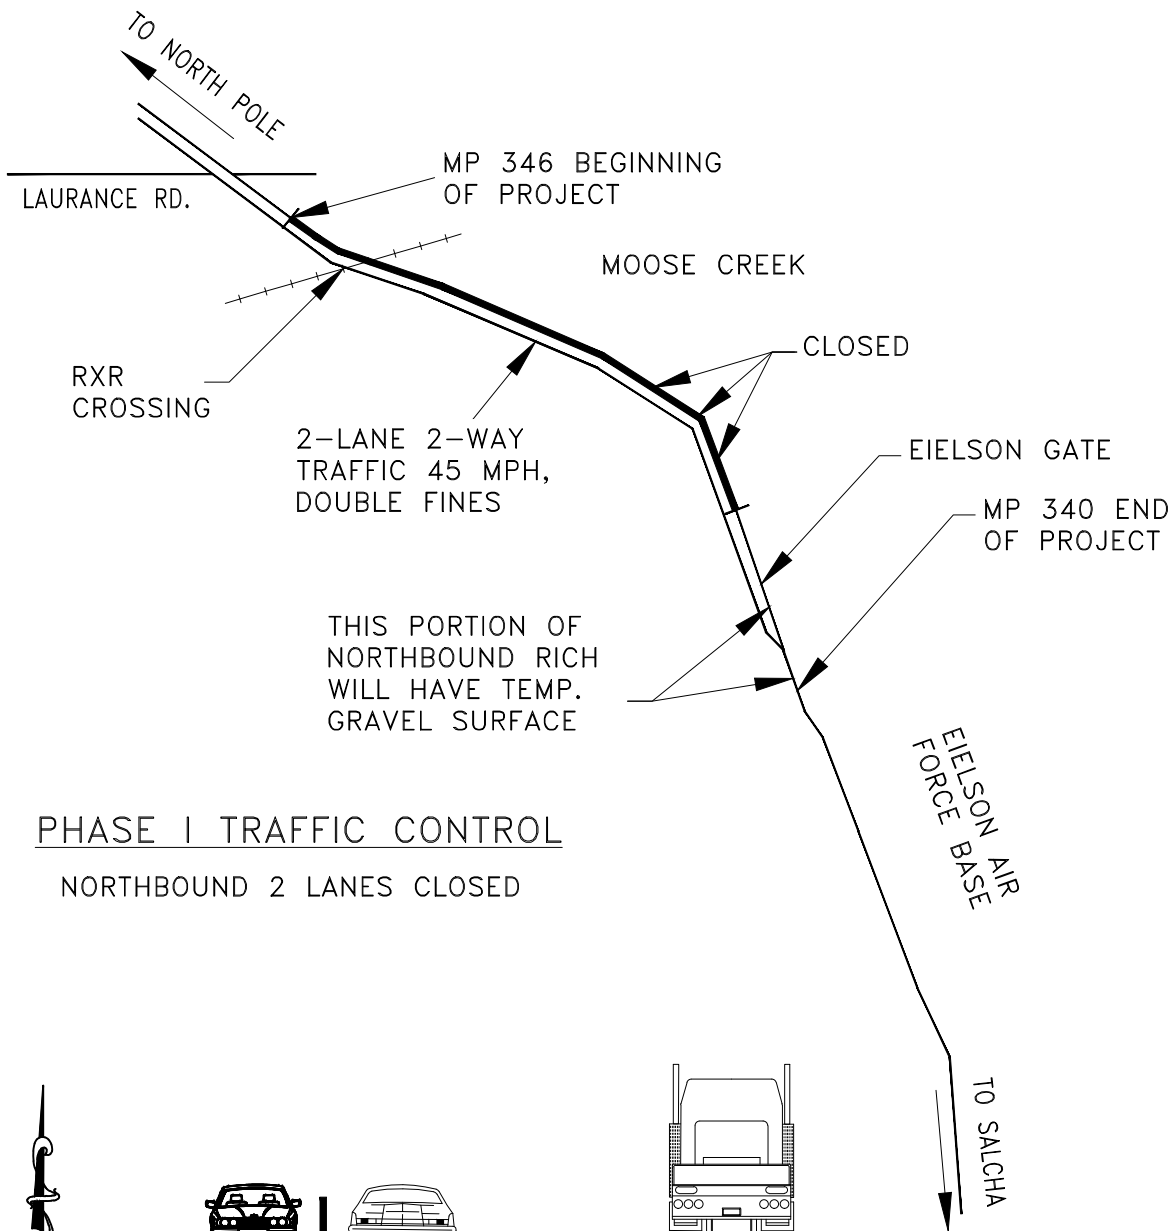 TO NORTH POLE
MP 346 BEGINNING
OF PROJECT
LAURANCE RD.
MOOSE CREEK
CLOSED
RXR
CROSSING
2-LANE 2-WAY
TRAFFIC 45 MPH,
DOUBLE FINES
EIELSON GATE
MP 340 END
OF PROJECT
THIS PORTION OF
NORTHBOUND RICH
WILL HAVE TEMP.
GRAVEL SURFACE
EIELSON AIR
FORCE BASE
PHASE I TRAFFIC CONTROL
NORTHBOUND 2 LANES CLOSED
TO SALCHA